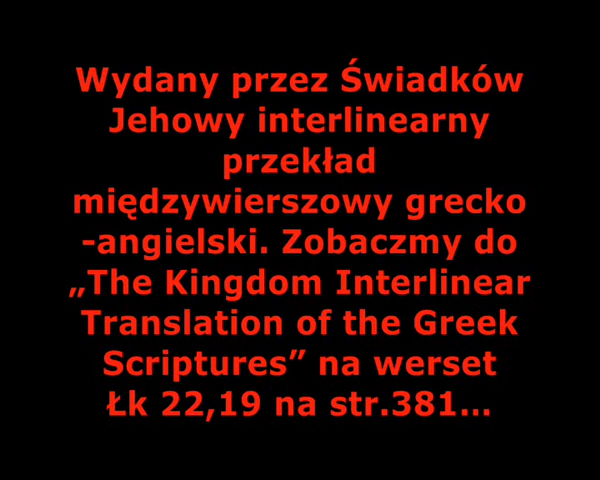 Wydany przez Świadków
Jehowy interlinearny
przekład
międzywierszowy grecko
-angielski. Zobaczmy do
„The Kingdom Interlinear
Translation of the Greek
Scriptures” na werset
Łk 22,19 na str.381…